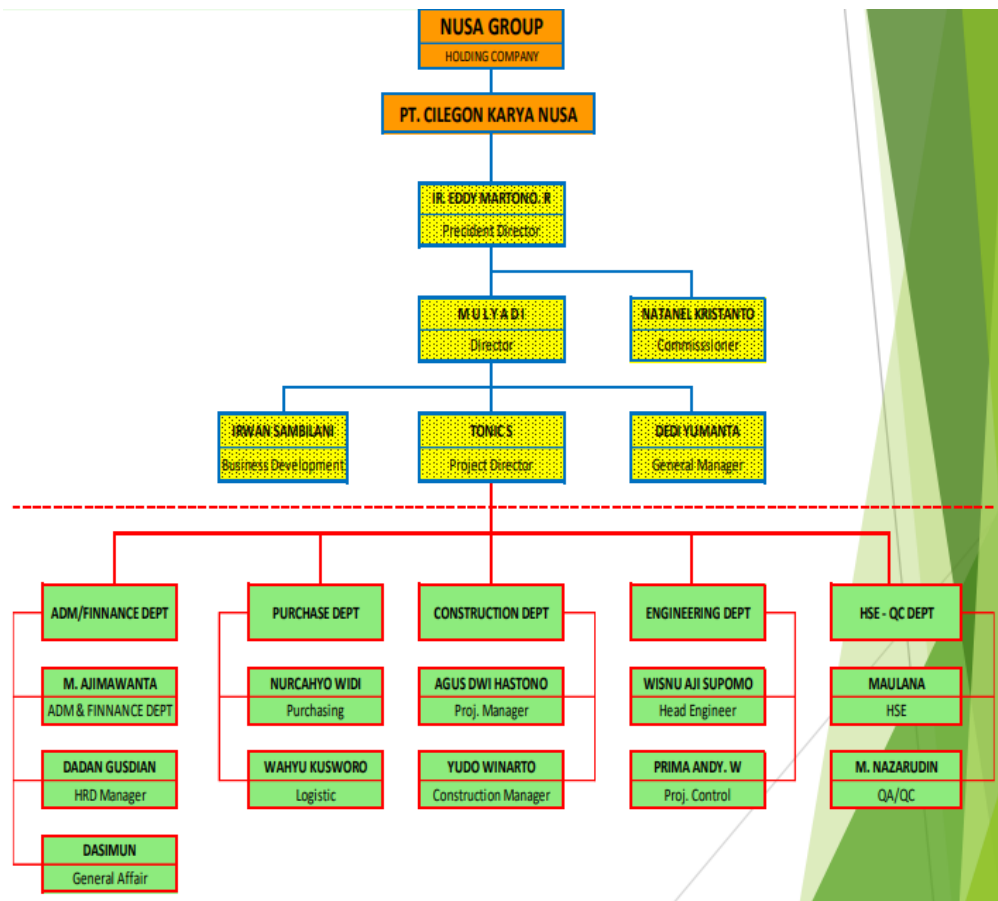 NUSA GROUP
HOLDING COMPANY
PT. CILEGON KARYA NUSA
IR. EDDY MARTONO. R
Precident Director
M U L Y A D I
Director
NATANEL KRISTANTO
Commisssioner
IRWAN SAMBILANI
Business Development
TONIC S
Project Director
DEDI YUMANTA
General Manager
ADM/FINNANCE DEPT
PURCHASE DEPT
CONSTRUCTION DEPT
ENGINEERING DEPT
HSE - QC DEPT
M. AJIMAWANTA
ADM & FINNANCE DEPT
NURCAHYO WIDI
Purchasing
AGUS DWI HASTONO
Proj. Manager
WISNU AJI SUPOMO
Head Engineer
MAULANA
HSE
DADAN GUSDIAN
HRD Manager
WAHYU KUSWORO
Logistic
YUDO WINARTO
Construction Manager
PRIMA ANDY. W
Proj. Control
M. NAZARUDIN
QA/QC
DASIMUN
General Affair